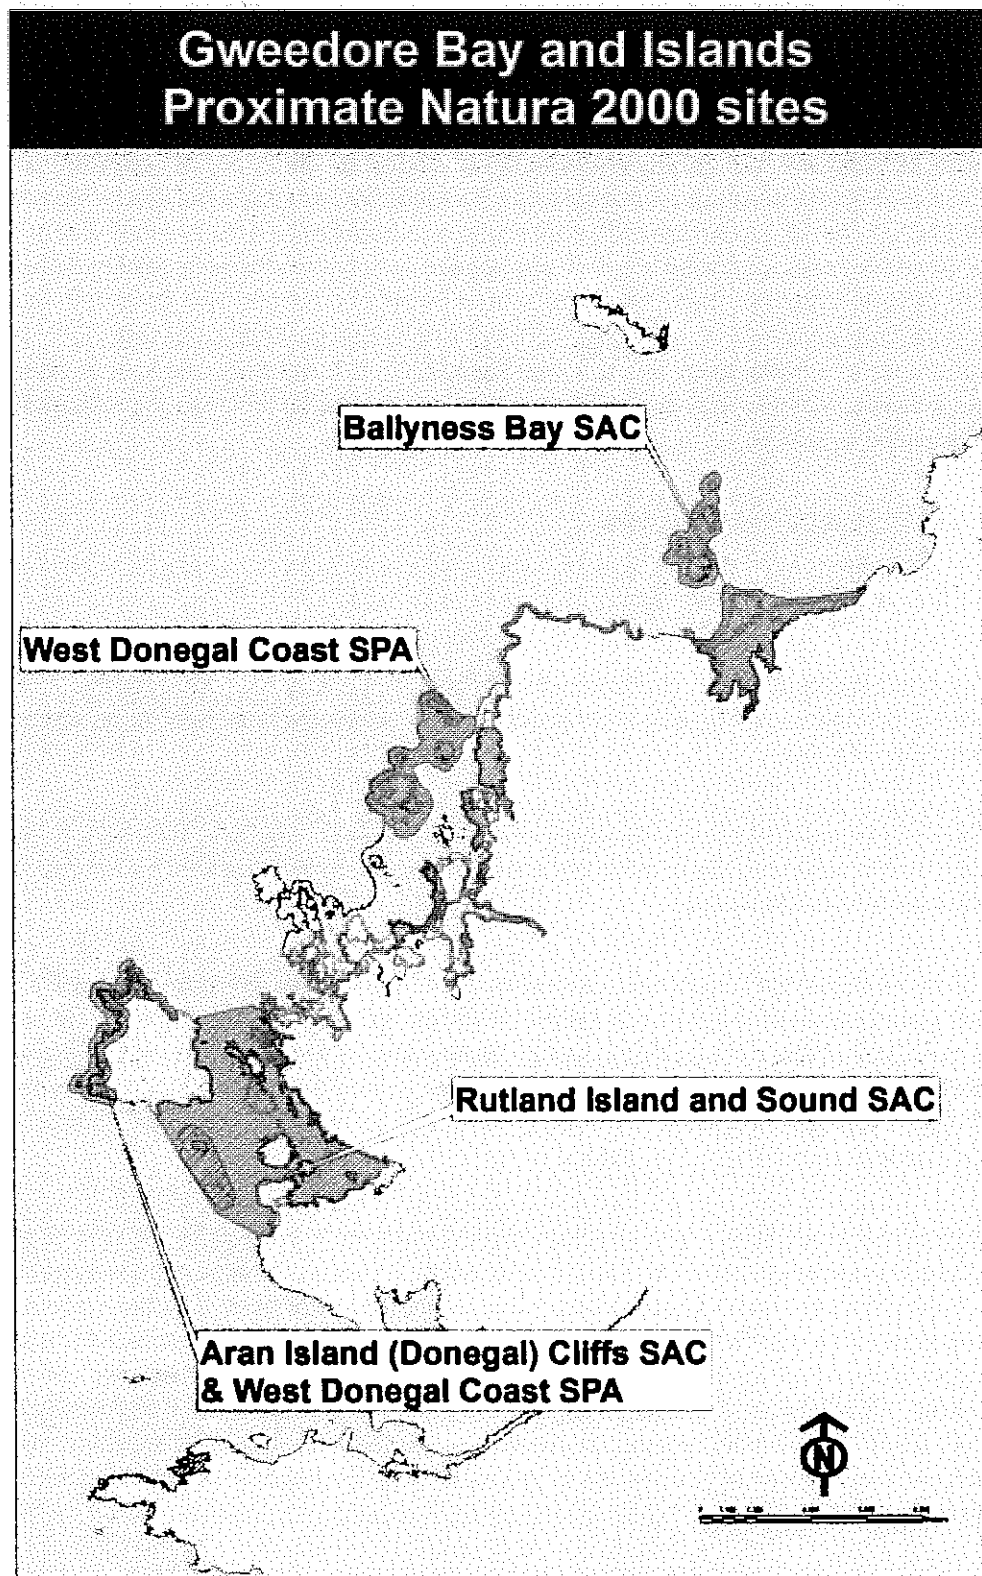 Gweedore Bay and Islands
Proximate Natura 2000 sites
Ballyness Bay SAC
West Donegal Coast SPA
Rutland Island and Sound SAC
Aran Island (Donegal) Cliffs SAC
& West Donegal Coast SPA
N